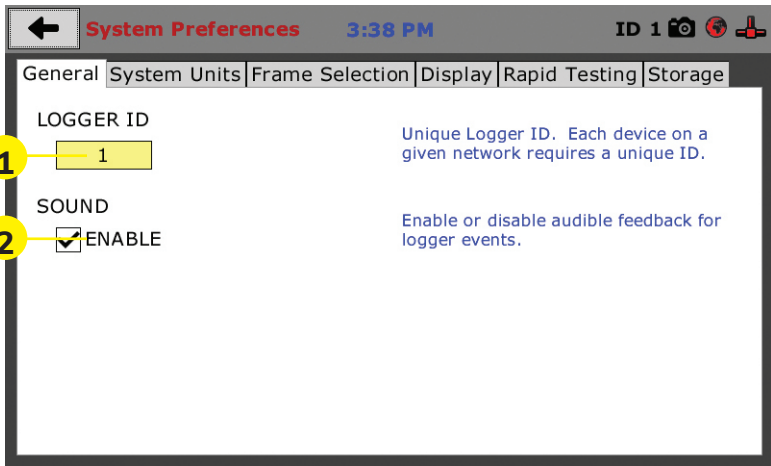 System Preferences 3:38 PM ID 1
General System Units Frame Selection Display Rapid Testing Storage
LOGGER ID
1
1
Unique Logger ID. Each device on a
given network requires a unique ID.
SOUND
2
ENABLE
Enable or disable audible feedback for
logger events.